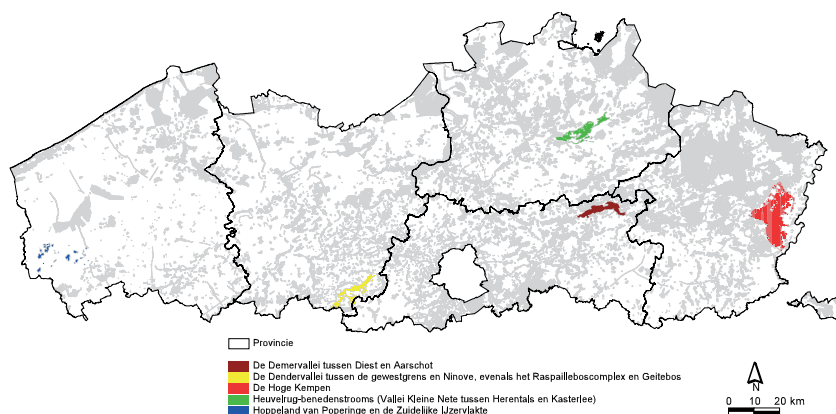 Provincie
De Demervallei tussen Diest en Aarschot
De Dendervallei tussen de gewestgrens en Ninove, evenals het Raspailleboscomplex en Geitebos
De Hoge Kempen
Heuvelrug-benedenstrooms (Vallei Kleine Nete tussen Herentals en Kasterlee)
Hoppeland van Poperinge en de Zuidelijke IJzervlakte
N
0 10 20 km